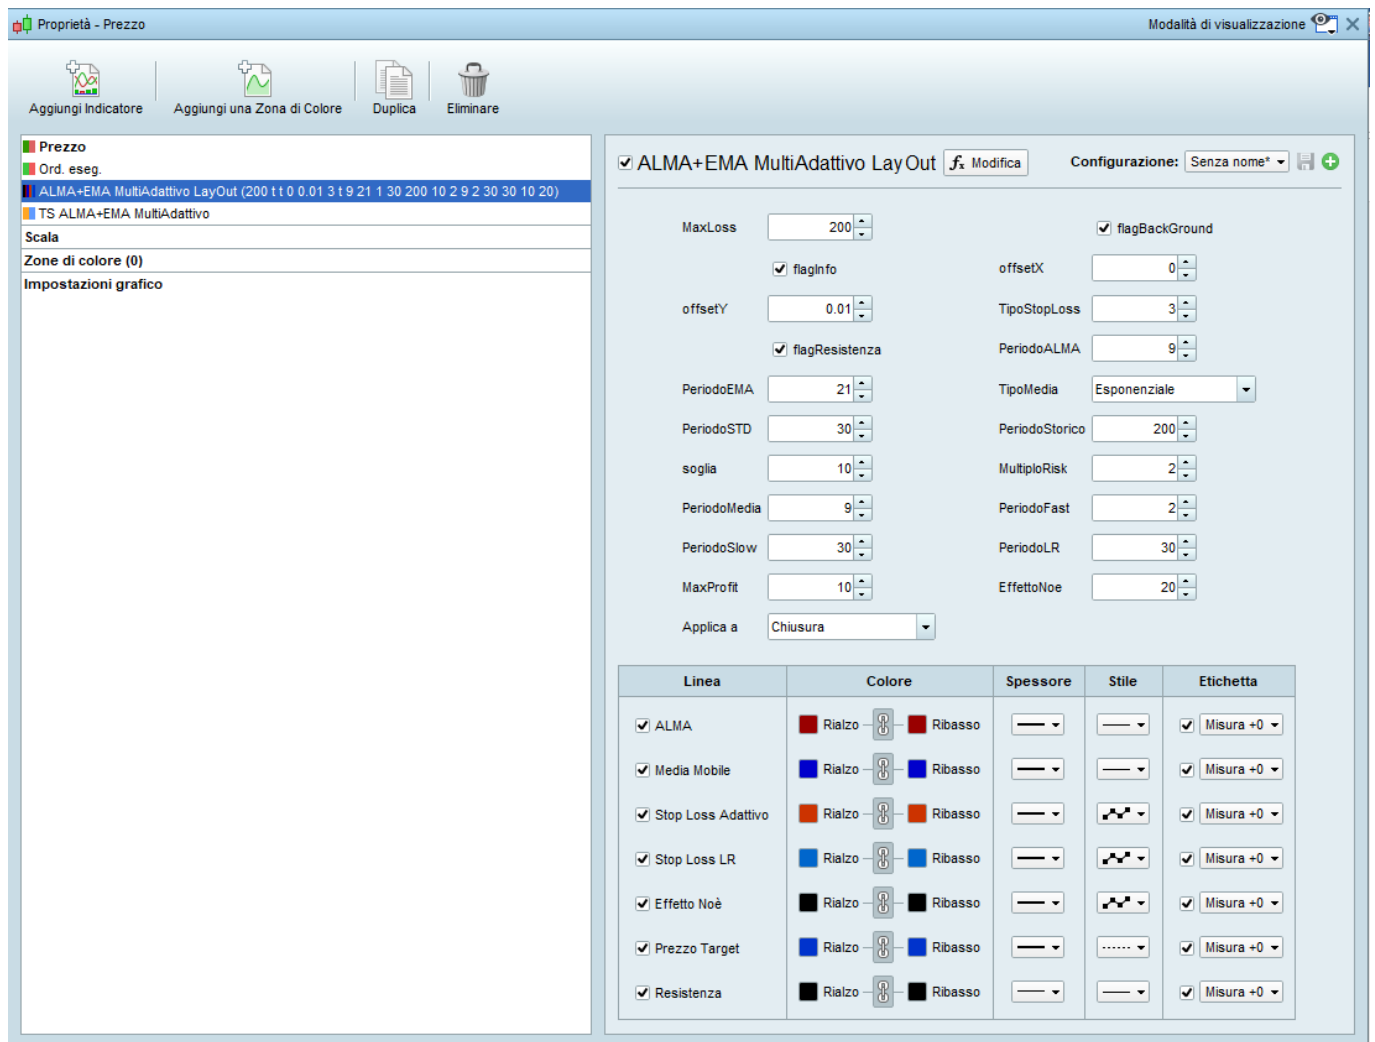 Proprietà - Prezzo
Modalità di visualizzazione
Aggiungi Indicatore
Aggiungi una Zona di Colore
Duplica
Eliminare
Prezzo
Ord. eseg.
ALMA+EMA MultiAdattivo LayOut (200 t t 0 0.01 3 t 9 21 1 30 200 10 2 9 2 30 30 10 20)
TS ALMA+EMA MultiAdattivo
Scala
Zone di colore (0)
Impostazioni grafico
ALMA+EMA MultiAdattivo LayOut
fx Modifica
Configurazione: Senza nome*
MaxLoss 200
flagBackGround
flagInfo
offsetX 0
offsetY 0.01
TipoStopLoss 3
flagResistenza
PeriodoALMA 9
PeriodoEMA 21
TipoMedia Esponenziale
PeriodoSTD 30
PeriodoStorico 200
soglia 10
MultiploRisk 2
PeriodoMedia 9
PeriodoFast 2
PeriodoSlow 30
PeriodoLR 30
MaxProfit 10
EffettoNoe 20
Applica a Chiusura
Linea Colore Spessore Stile Etichetta
ALMA Rialzo Ribasso Misura +0
Media Mobile Rialzo Ribasso Misura +0
Stop Loss Adattivo Rialzo Ribasso Misura +0
Stop Loss LR Rialzo Ribasso Misura +0
Effetto Noè Rialzo Ribasso Misura +0
Prezzo Target Rialzo Ribasso Misura +0
Resistenza Rialzo Ribasso Misura +0